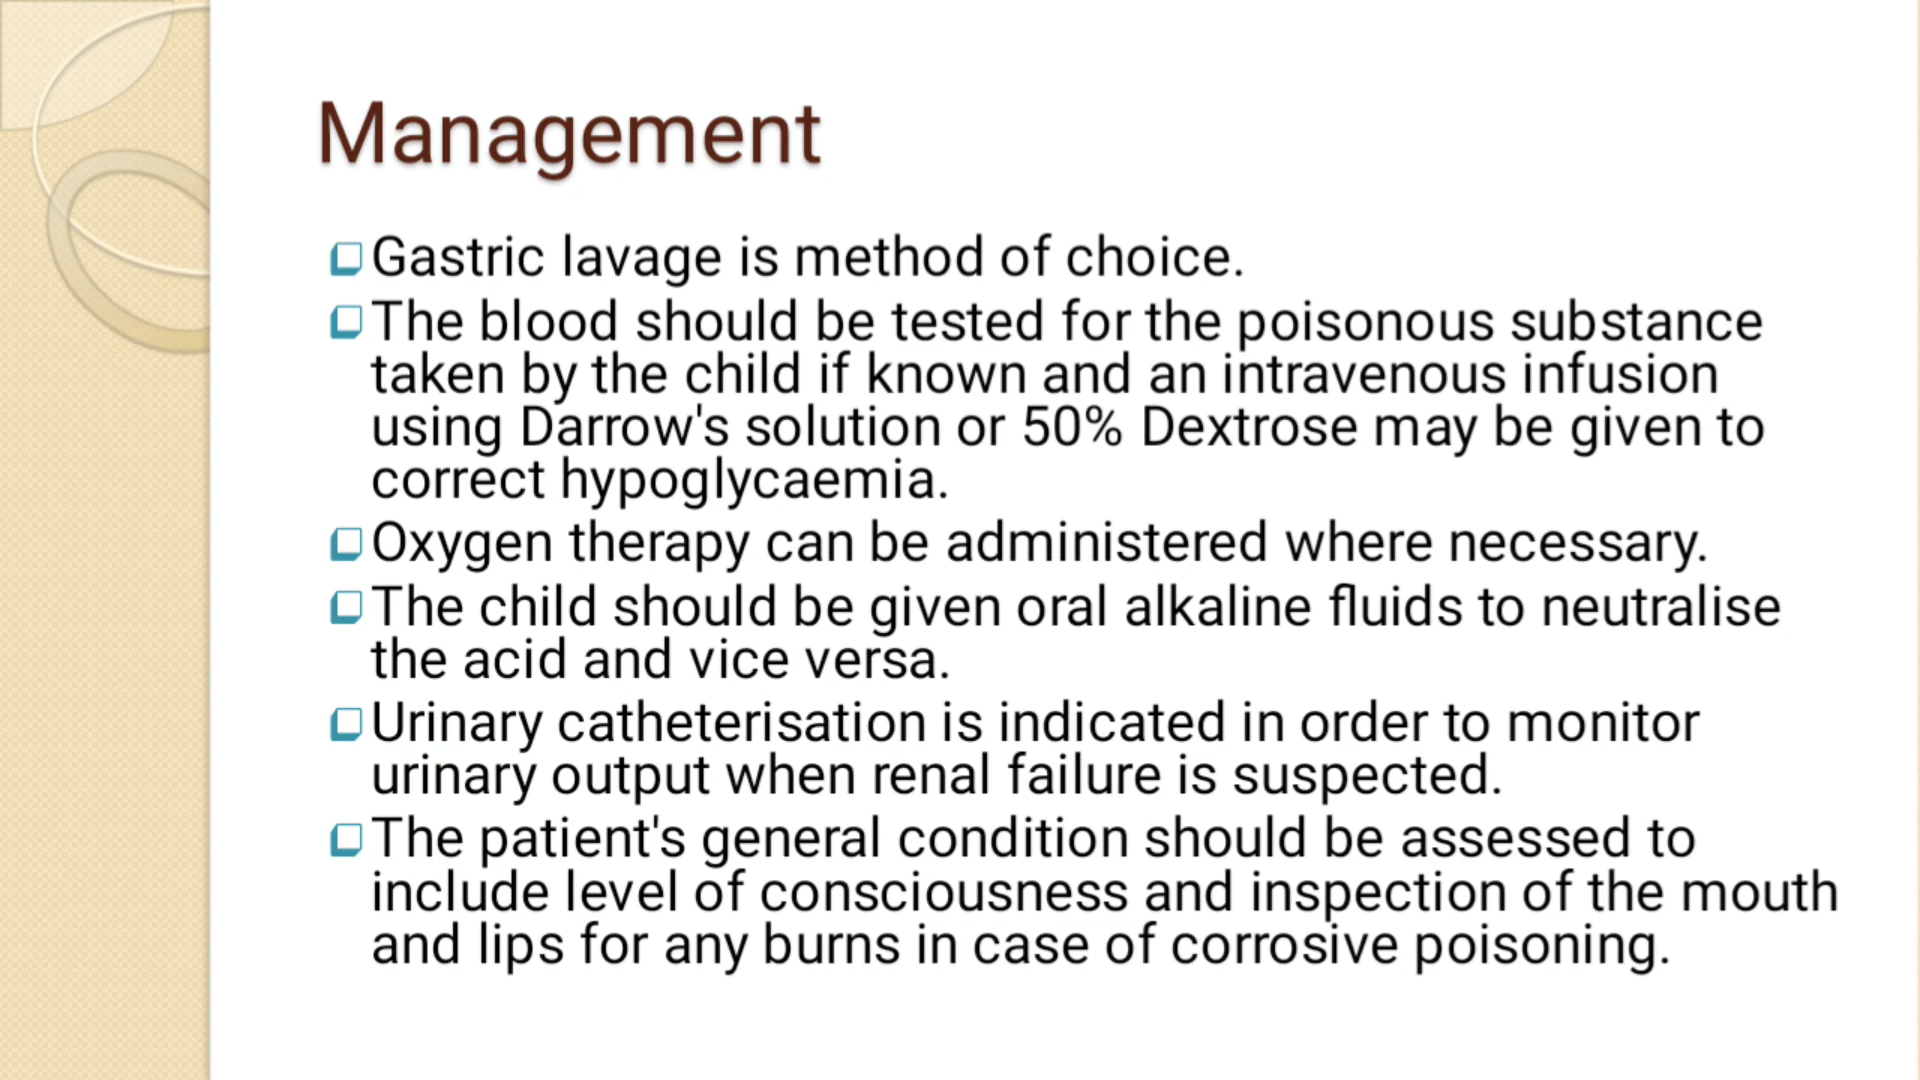 Management
Gastric lavage is method of choice.
The blood should be tested for the poisonous substance
taken by the child if known and an intravenous infusion
using Darrow's solution or 50% Dextrose may be given to
correct hypoglycaemia.
Oxygen therapy can be administered where necessary.
The child should be given oral alkaline fluids to neutralise
the acid and vice versa.
Urinary catheterisation is indicated in order to monitor
urinary output when renal failure is suspected.
The patient's general condition should be assessed to
include level of consciousness and inspection of the mouth
and lips for any burns in case of corrosive poisoning.